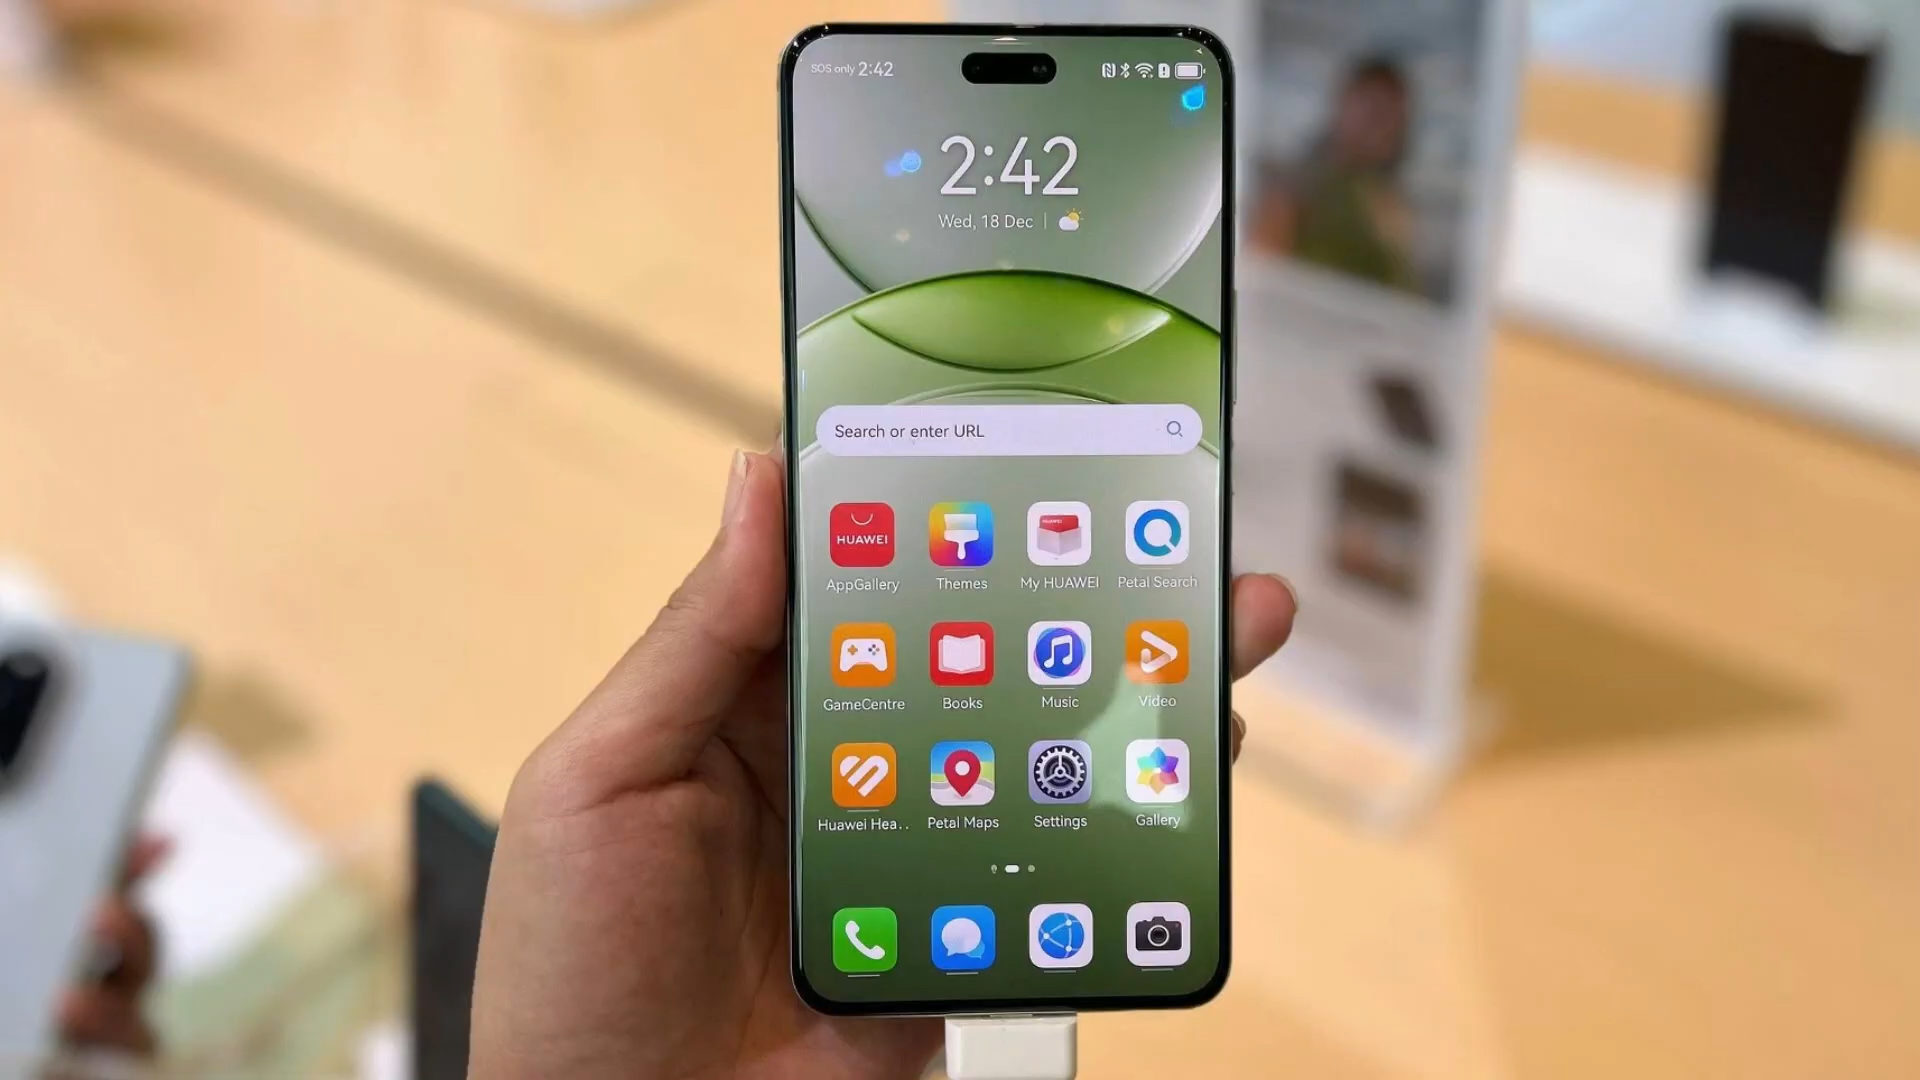 SOS only 2:42
2:42
Wed, 18 Dec
Search or enter URL
HUAWEI
HUAWEI
AppGallery Themes My HUAWEI Petal Search
GameCentre Books Music Video
Huawei Hea.. Petal Maps Settings Gallery